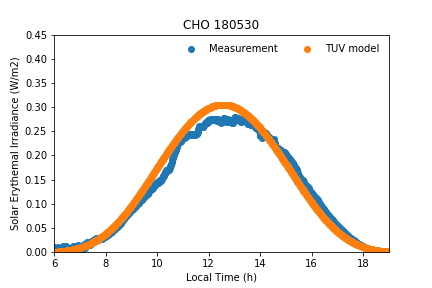 CHO 180530
Measurement TUV model
Solar Erythemal Irradiance (W/m2)
0.45
0.40
0.35
0.30
0.25
0.20
0.15
0.10
0.05
0.00
6 8 10 12 14 16 18
Local Time (h)